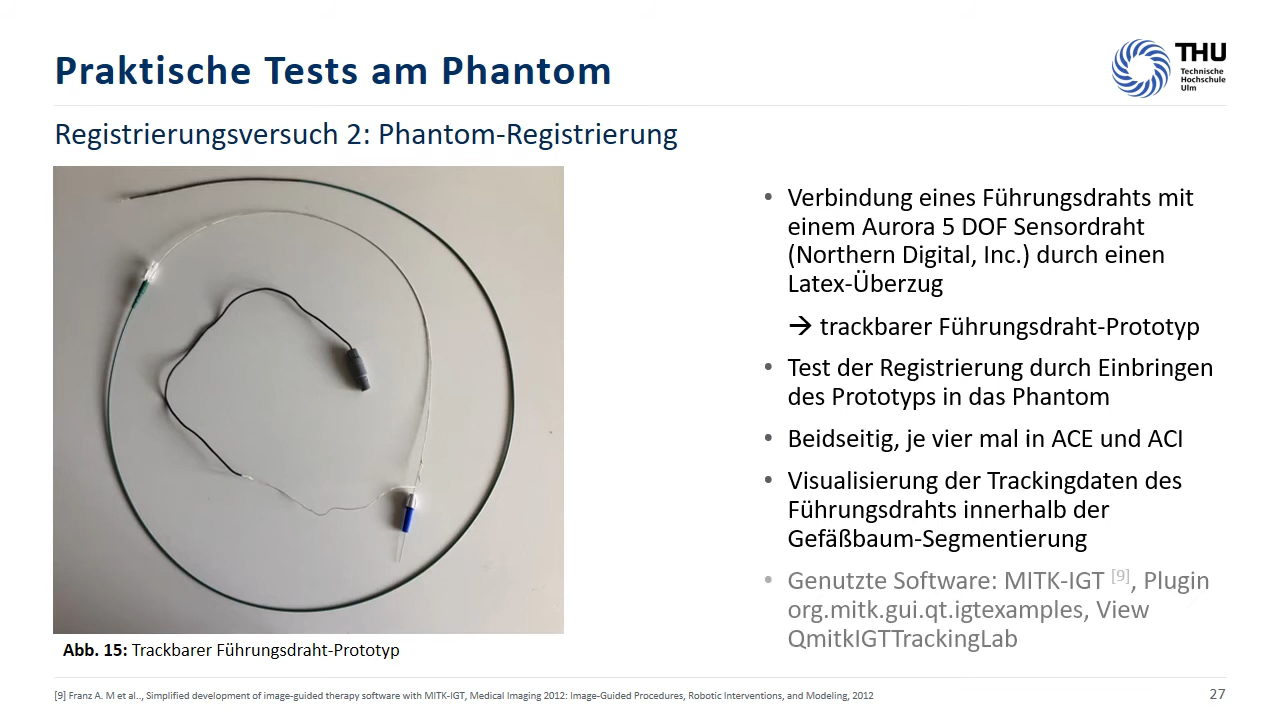 Praktische Tests am Phantom
THU
Technische
Hochschule
Ulm
Registrierungsversuch 2: Phantom-Registrierung
• Verbindung eines Führungsdrahts mit
einem Aurora 5 DOF Sensordraht
(Northern Digital, Inc.) durch einen
Latex-Überzug
→ trackbarer Führungsdraht-Prototyp
• Test der Registrierung durch Einbringen
des Prototyps in das Phantom
• Beidseitig, je vier mal in ACE und ACI
• Visualisierung der Trackingdaten des
Führungsdrahts innerhalb der
Gefäßbaum-Segmentierung
• Genutzte Software: MITK-IGT [9], Plugin
org.mitk.gui.qt.igtexamples, View
QmitkIGTTrackingLab
Abb. 15: Trackbarer Führungsdraht-Prototyp
[9] Franz A. M et al.., Simplified development of image-guided therapy software with MITK-IGT, Medical Imaging 2012: Image-Guided Procedures, Robotic Interventions, and Modeling, 2012
27